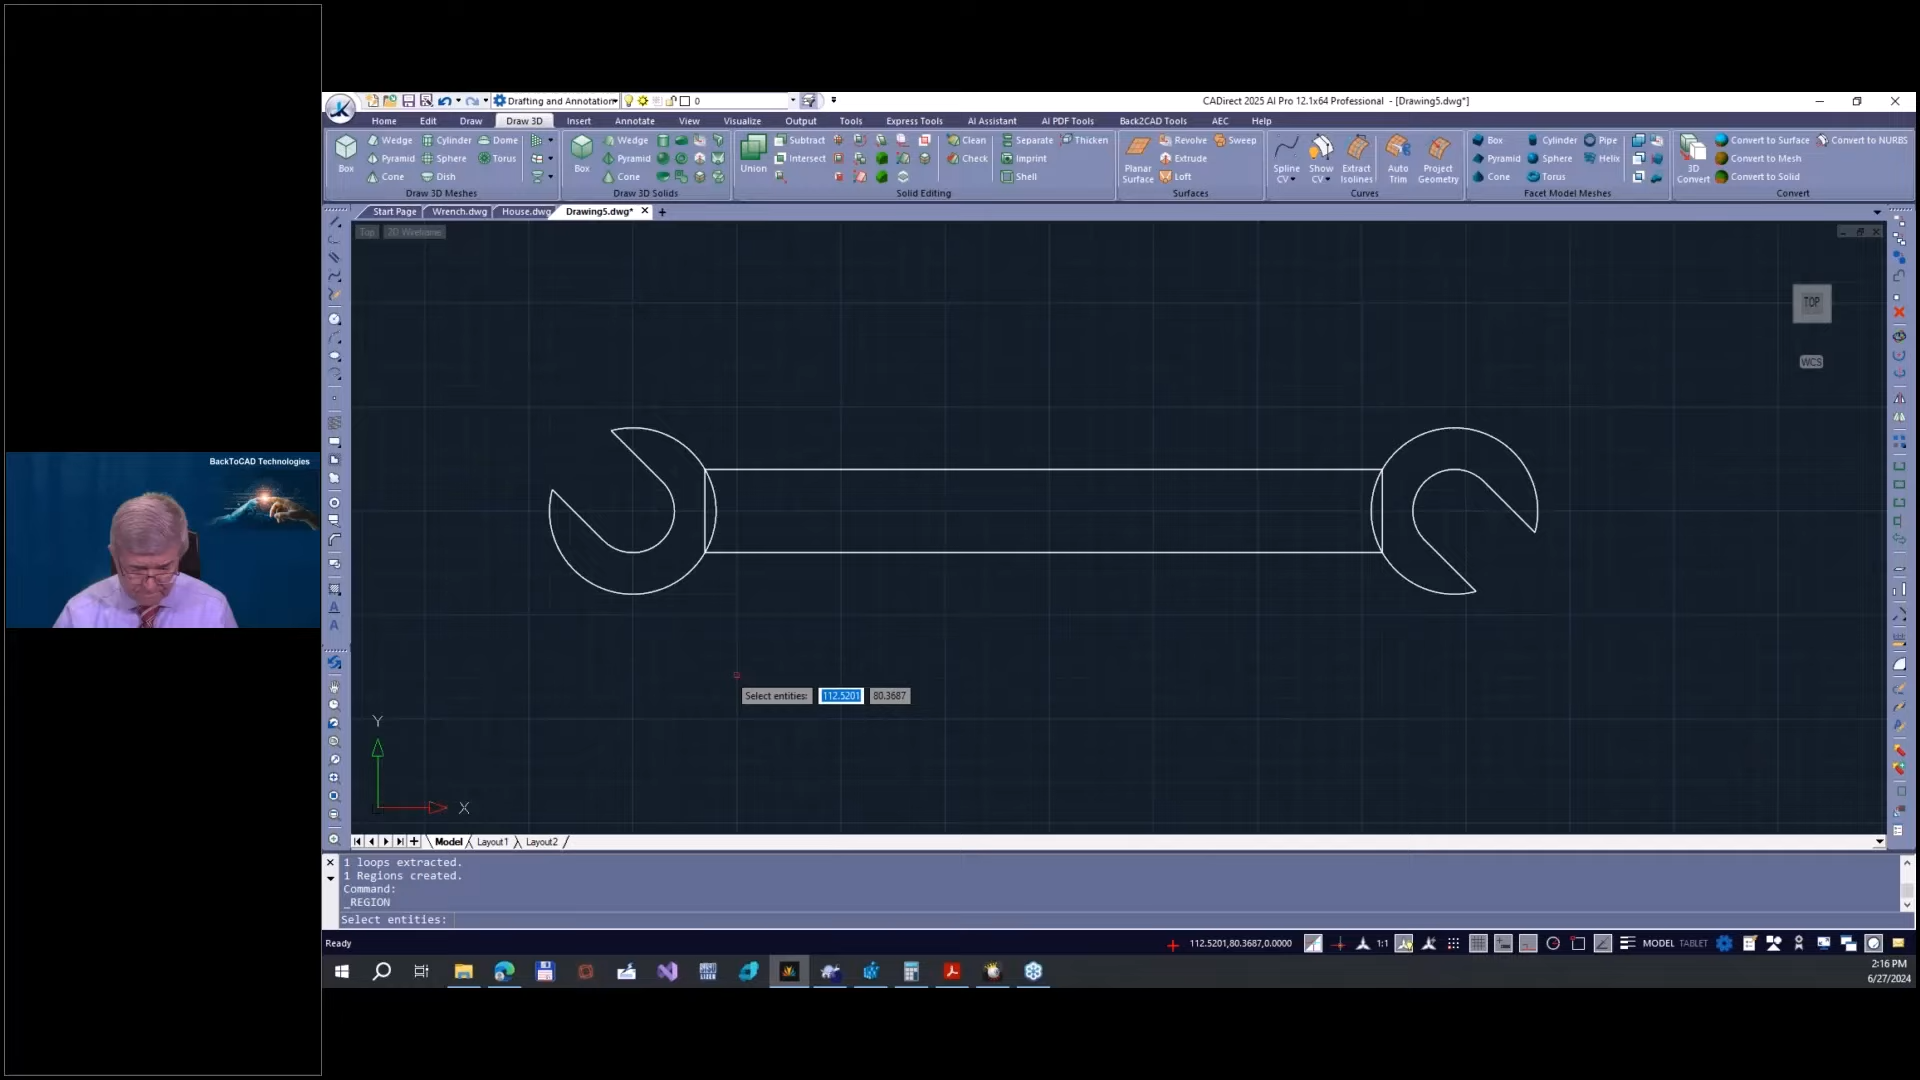 BackToCAD Technologies
Drafting and Annotation
0
CADirect 2025 AI Pro 12.1x64 Professional - [Drawing5.dwg*]
Home Edit Draw Draw 3D Insert Annotate View Visualize Output Tools Express Tools AI Assistant AI PDF Tools Back2CAD Tools AEC Help
Box
Wedge Cylinder Dome
Pyramid Sphere Torus
Cone Dish
Draw 3D Meshes
Box
Wedge
Pyramid
Cone
Draw 3D Solids
Union
Subtract
Intersect
Clean
Check
Separate Thicken
Imprint
Shell
Solid Editing
Planar
Surface
Revolve Sweep
Extrude
Loft
Surfaces
Spline
CV
Show
CV
Extract
Isolines
Auto
Trim
Project
Geometry
Curves
Box Cylinder Pipe
Pyramid Sphere Helix
Cone Torus
Facet Model Meshes
3D
Convert
Convert to Surface Convert to NURBS
Convert to Mesh
Convert to Solid
Convert
Start Page Wrench.dwg House.dwg Drawing5.dwg*
Top 2D Wireframe
TOP
WCS
Select entities: 112.5201 80.3687
Y
X
Model Layout1 Layout2
1 loops extracted.
1 Regions created.
Command:
_REGION
Select entities:
Ready
112.5201,80.3687,0.0000
1:1
MODEL TABLET
2:16 PM
6/27/2024